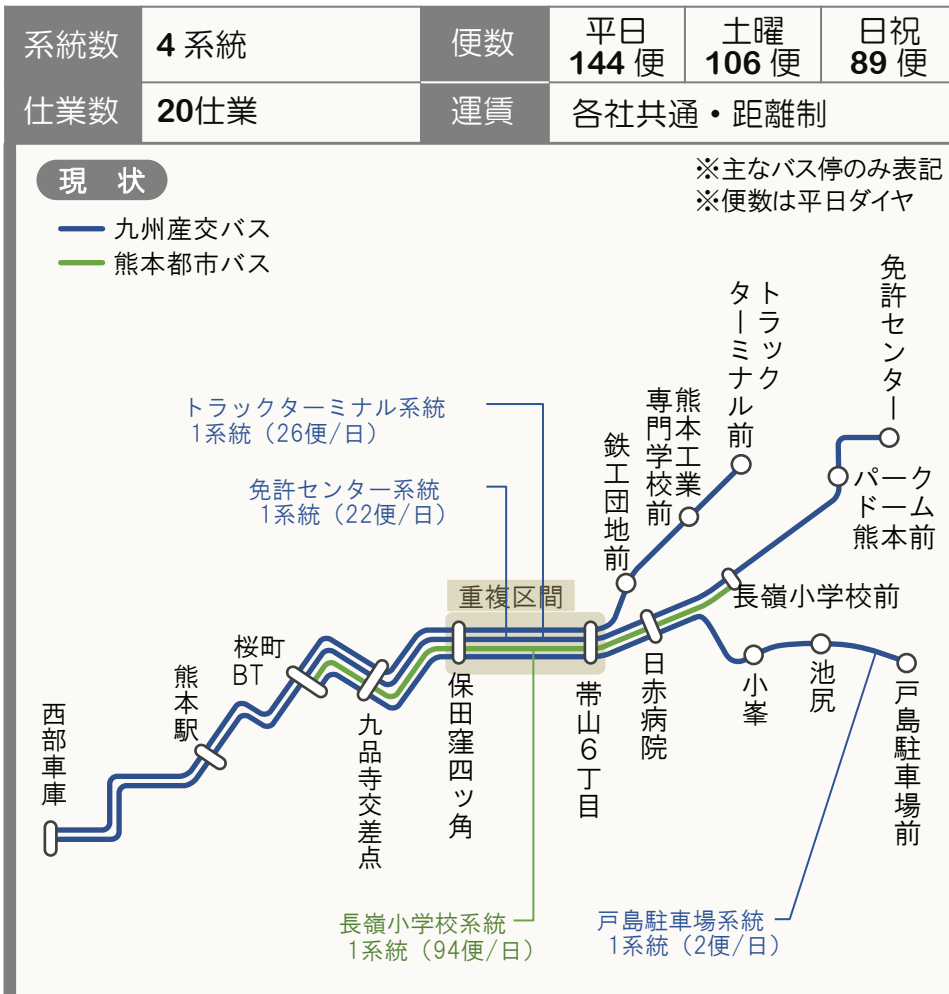 系統数
4 系統
便数
平日
144 便
土曜
106 便
日祝
89 便
仕業数
20仕業
運賃
各社共通・距離制
現 状
※主なバス停のみ表記
※便数は平日ダイヤ
九州産交バス
熊本都市バス
トラックターミナル系統
1系統（26便/日）
免許センター系統
1系統（22便/日）
重複区間
西部車庫
熊本駅
桜町
BT
九品寺交差点
保田窪四ッ角
帯山６丁目
鉄工団地前
熊本工業
専門学校前
トラック
ターミナル前
免許センター
パーク
ドーム
熊本前
長嶺小学校前
日赤病院
小峯
池尻
戸島駐車場前
長嶺小学校系統
1系統（94便/日）
戸島駐車場系統
1系統（2便/日）